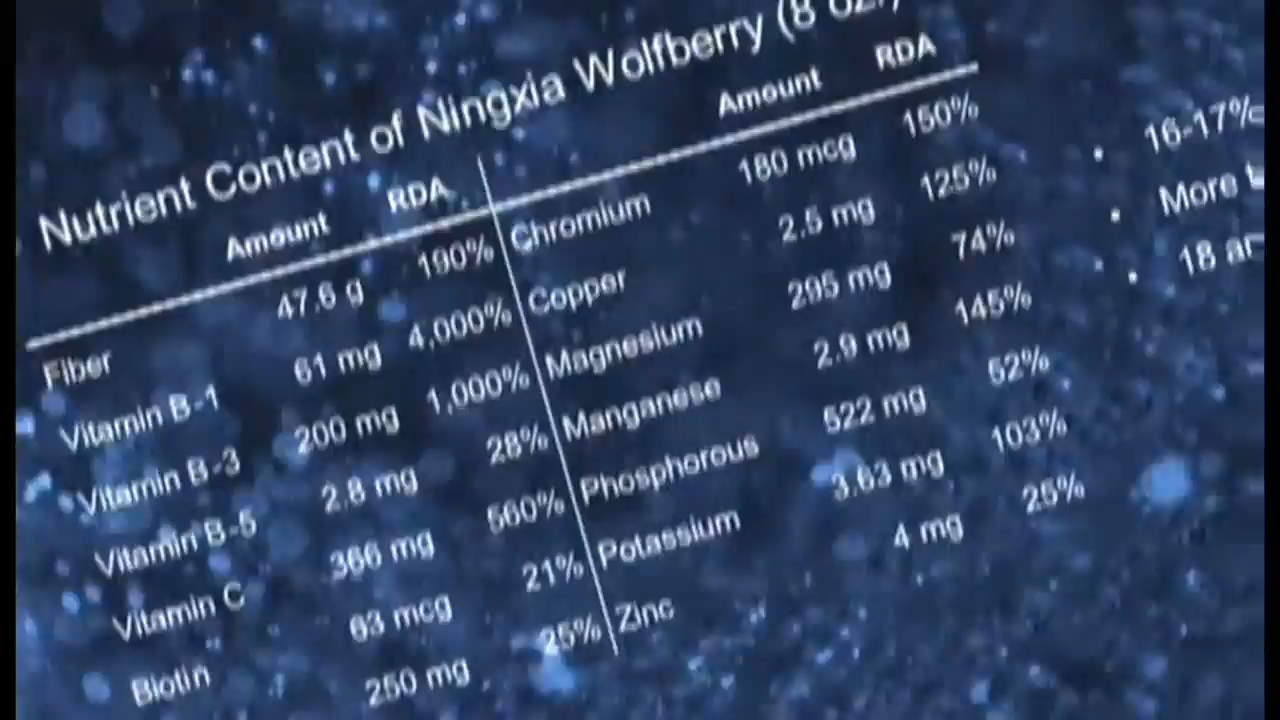 Nutrient Content of Ningxia Wolfberry (8 oz.)
Amount RDA
Fiber 47.5 g 190%
Vitamin B-1 61 mg 4,000%
Vitamin B-3 200 mg 1,000%
Vitamin B-5 2.8 mg 28%
Vitamin C 366 mg 560%
Biotin 63 mcg 21%
250 mg 25%
Amount RDA
Chromium 180 mcg 150%
Copper 2.5 mg 125%
Magnesium 295 mg 74%
Manganese 2.9 mg 145%
Phosphorous 522 mg 52%
Potassium 3.63 mg 103%
Zinc 4 mg 25%
• 16-17%
• More
• 18